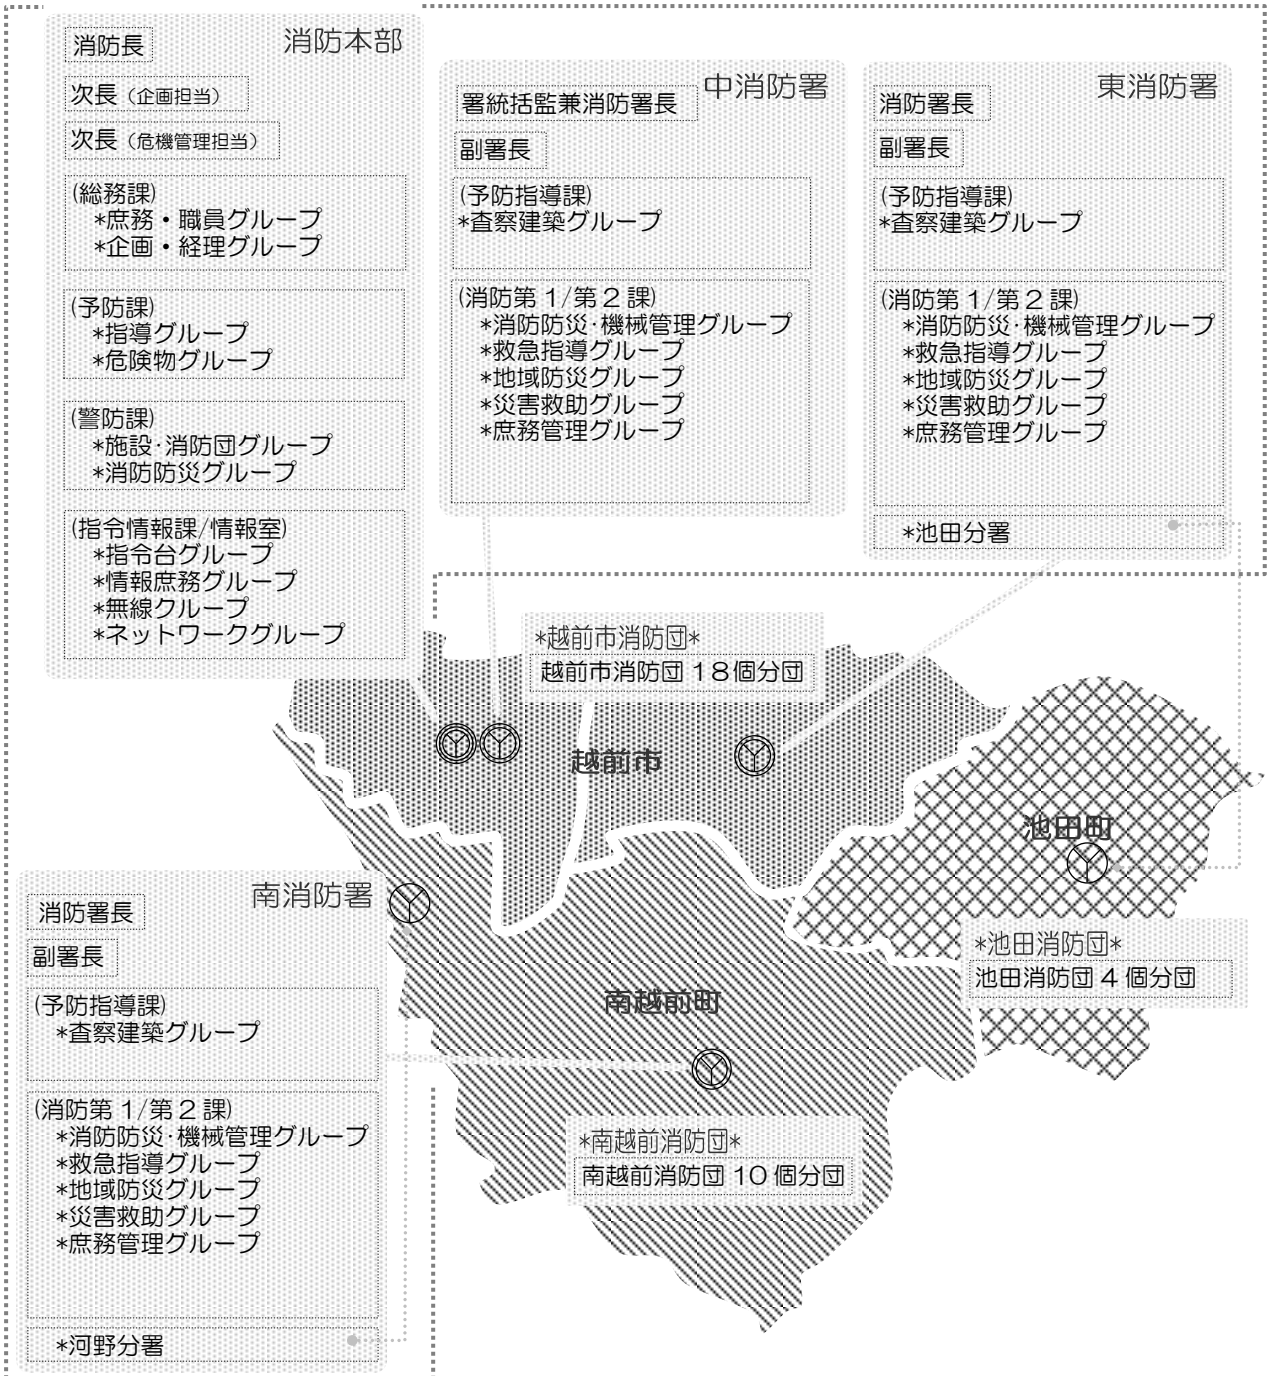 消防本部
消防長
次長（企画担当）
次長（危機管理担当）
(総務課)
*庶務・職員グループ
*企画・経理グループ
(予防課)
*指導グループ
*危険物グループ
(警防課)
*施設･消防団グループ
*消防防災グループ
(指令情報課/情報室)
*指令台グループ
*情報庶務グループ
*無線クループ
*ネットワークグループ
中消防署
署統括監兼消防署長
副署長
(予防指導課)
*査察建築グループ
(消防第１/第２課)
*消防防災･機械管理グループ
*救急指導グループ
*地域防災グループ
*災害救助グループ
*庶務管理グループ
東消防署
消防署長
副署長
(予防指導課)
*査察建築グループ
(消防第１/第２課)
*消防防災･機械管理グループ
*救急指導グループ
*地域防災グループ
*災害救助グループ
*庶務管理グループ
*池田分署
*越前市消防団*
越前市消防団 18個分団
越前市
池田町
*池田消防団*
池田消防団 4 個分団
南越前町
*南越前消防団*
南越前消防団 10 個分団
南消防署
消防署長
副署長
(予防指導課)
*査察建築グループ
(消防第１/第２課)
*消防防災･機械管理グループ
*救急指導グループ
*地域防災グループ
*災害救助グループ
*庶務管理グループ
*河野分署